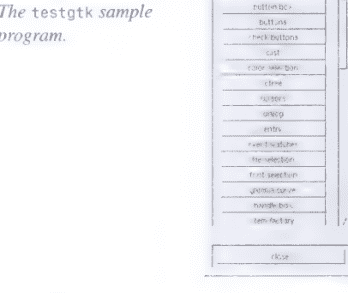 The testgtk sample
program.
button box
buttons
check buttons
clist
color selection
ctree
cursors
dialog
entry
event watcher
file selection
font selection
gamma curve
handle box
item factory
close